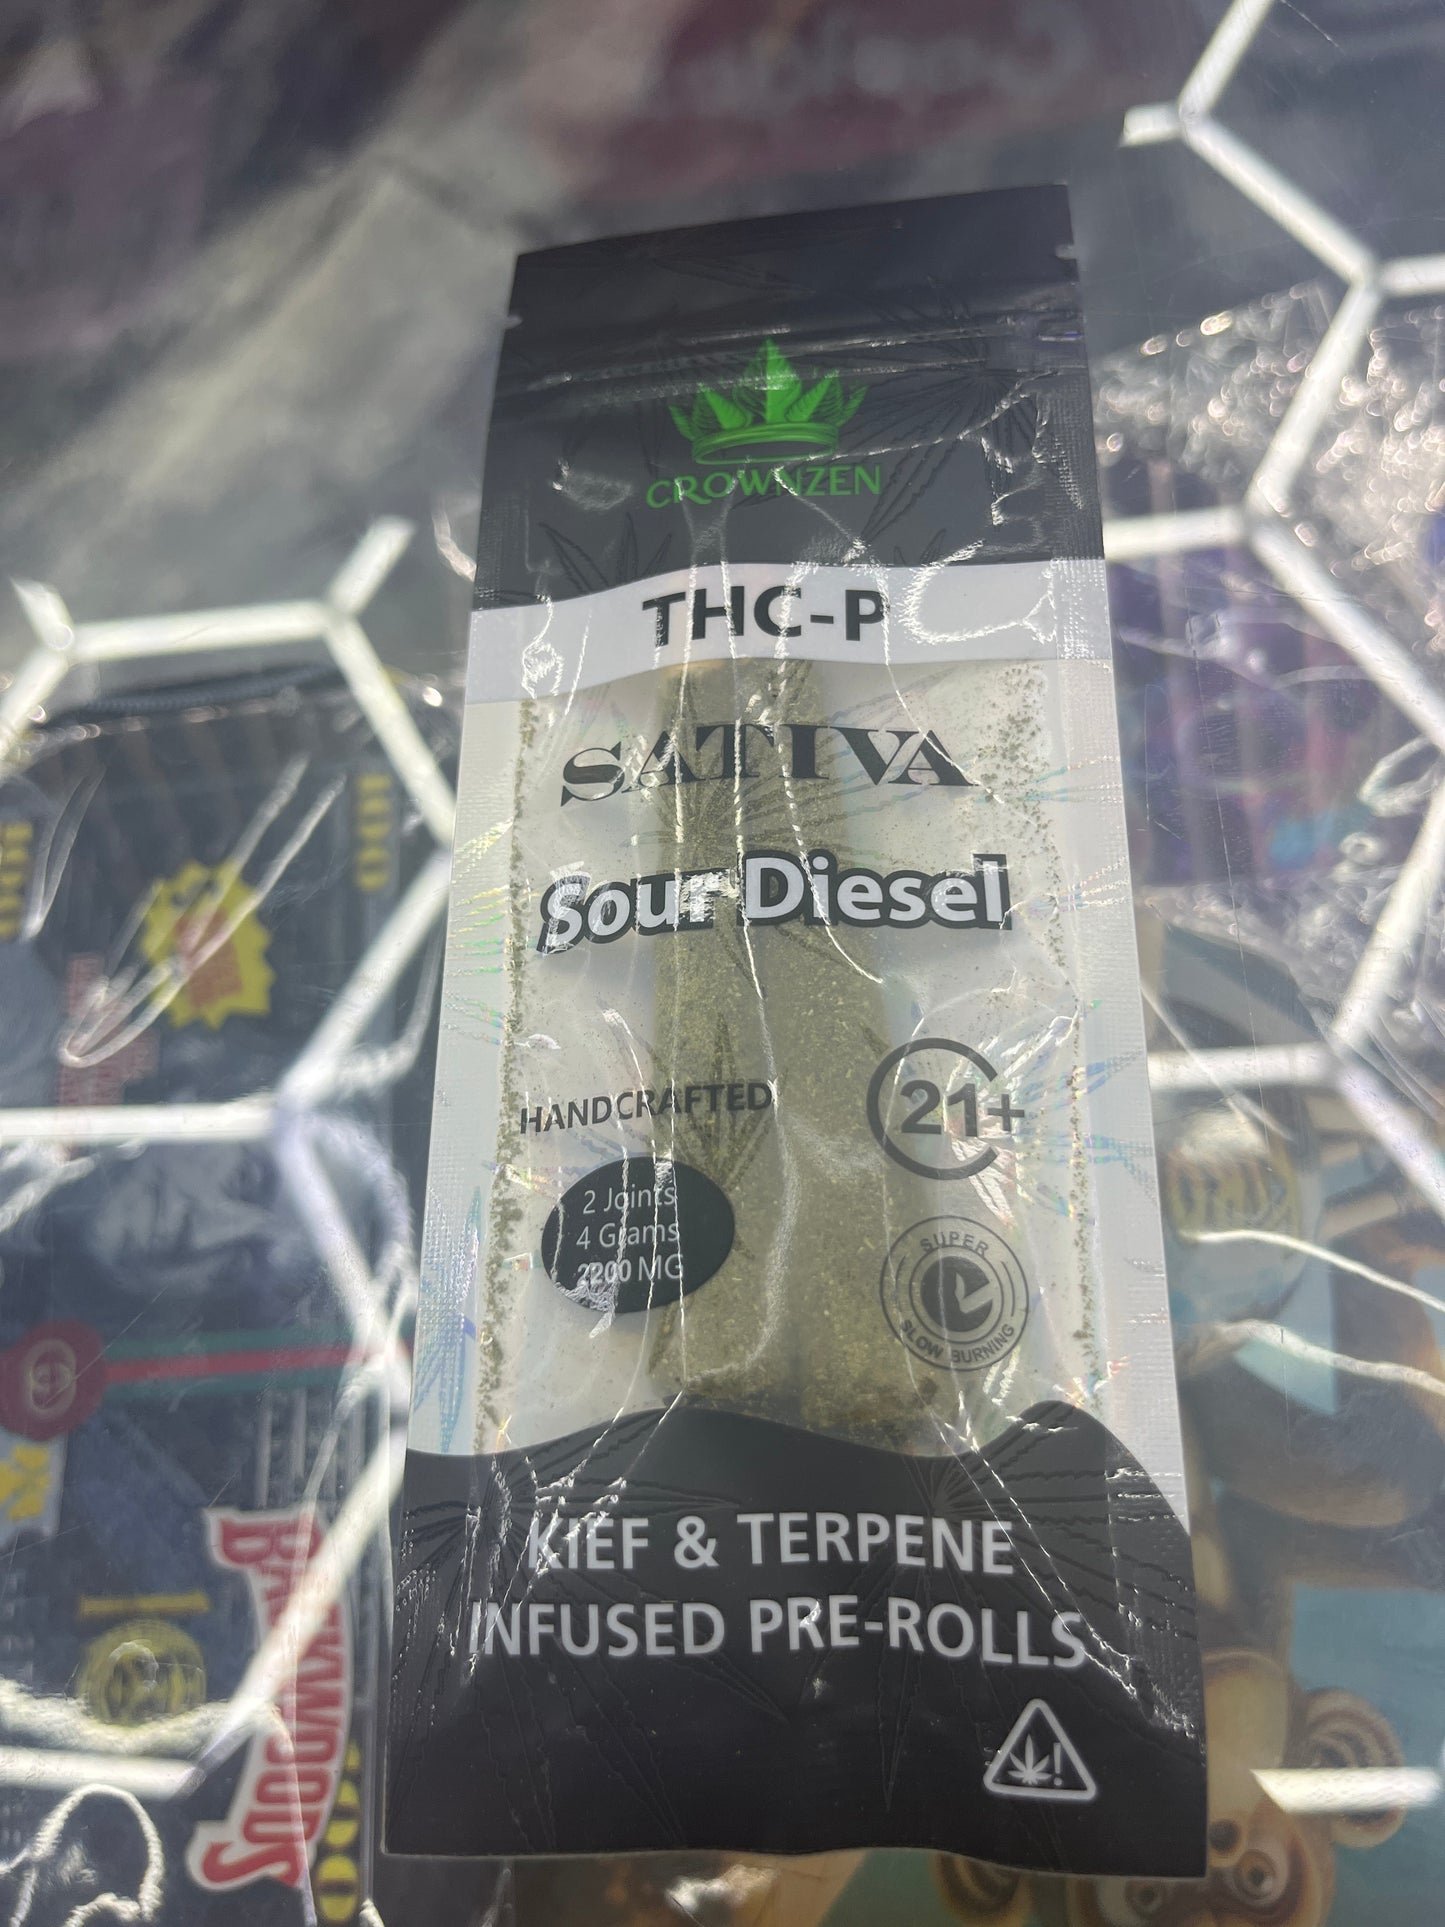 CROWNZEN
THC-P
SATIVA
Sour Diesel
HANDCRAFTED
21+
2 Joints
4 Grams
2200 MG
SUPER
SLOW BURNING
KIEF & TERPENE
INFUSED PRE-ROLLS
BACKWOODS